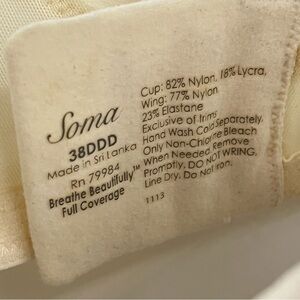 Soma
38DDD
Made in Sri Lanka
Rn 79984
Breathe Beautifully™
Full Coverage
Cup: 82% Nylon, 18% Lycra,
Wing: 77% Nylon
23% Elastane
Exclusive of Trims
Hand Wash Cold Separately.
Only Non-Chlorine Bleach
When Needed. Remove
Promptly. DO NOT WRING.
Line Dry. Do Not Iron.
1113